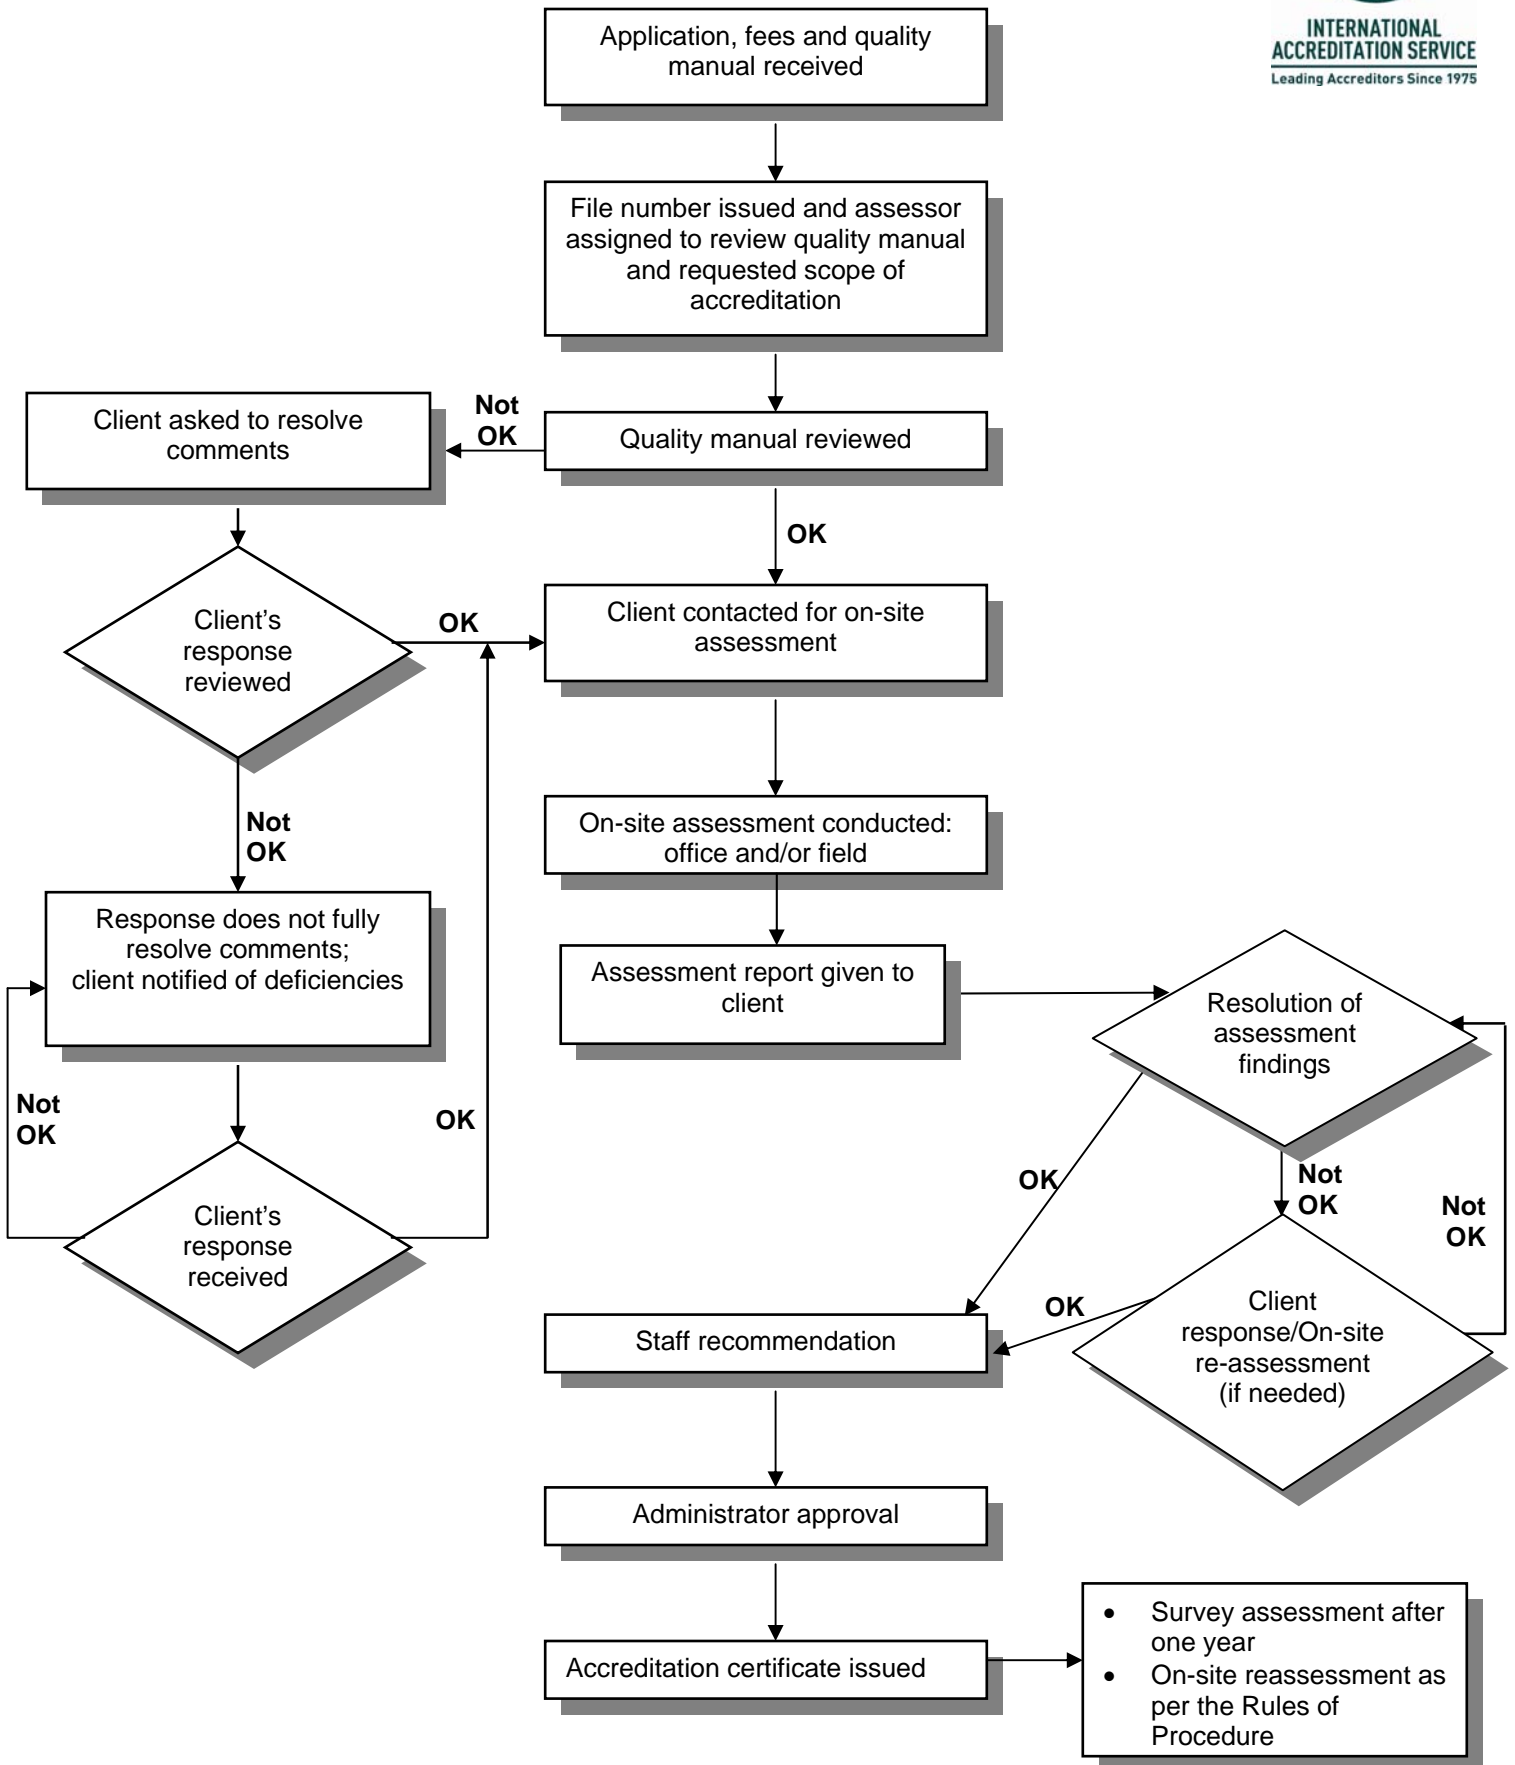 INTERNATIONAL
ACCREDITATION SERVICE
Leading Accreditors Since 1975
Application, fees and quality
manual received
File number issued and assessor
assigned to review quality manual
and requested scope of
accreditation
Client asked to resolve
comments
Not
OK
Quality manual reviewed
OK
Client's
response
reviewed
OK
Client contacted for on-site
assessment
Not
OK
On-site assessment conducted:
office and/or field
Response does not fully
resolve comments;
client notified of deficiencies
Assessment report given to
client
Resolution of
assessment
findings
Not
OK
OK
Client's
response
received
OK
Not
OK
Not
OK
OK
Client
response/On-site
re-assessment
(if needed)
Staff recommendation
Administrator approval
Accreditation certificate issued
• Survey assessment after
one year
• On-site reassessment as
per the Rules of
Procedure